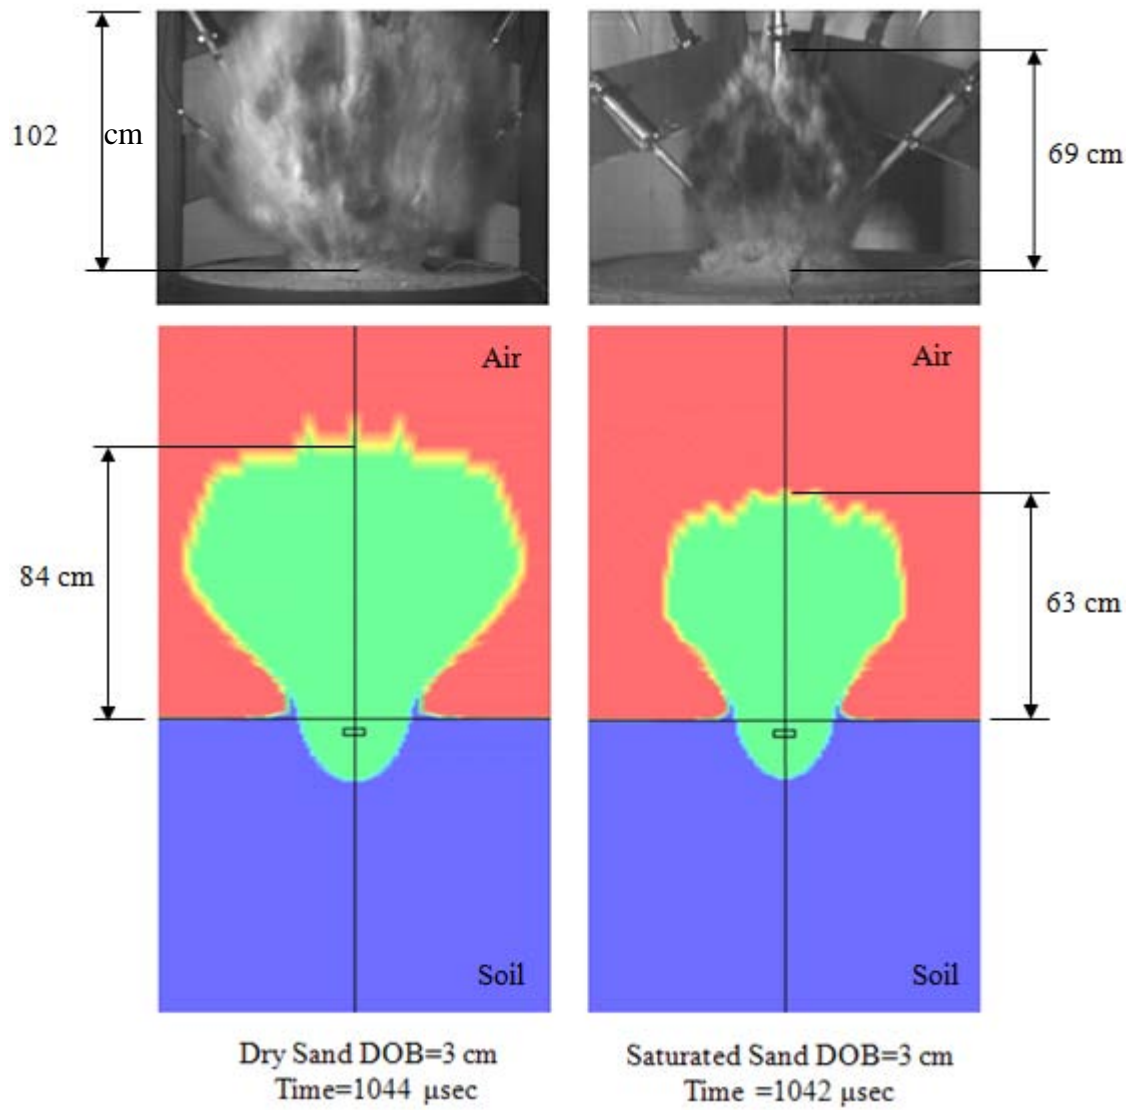 102 cm
69 cm
Air
Air
84 cm
63 cm
Soil
Soil
Dry Sand DOB=3 cm
Time=1044 µsec
Saturated Sand DOB=3 cm
Time =1042 µsec